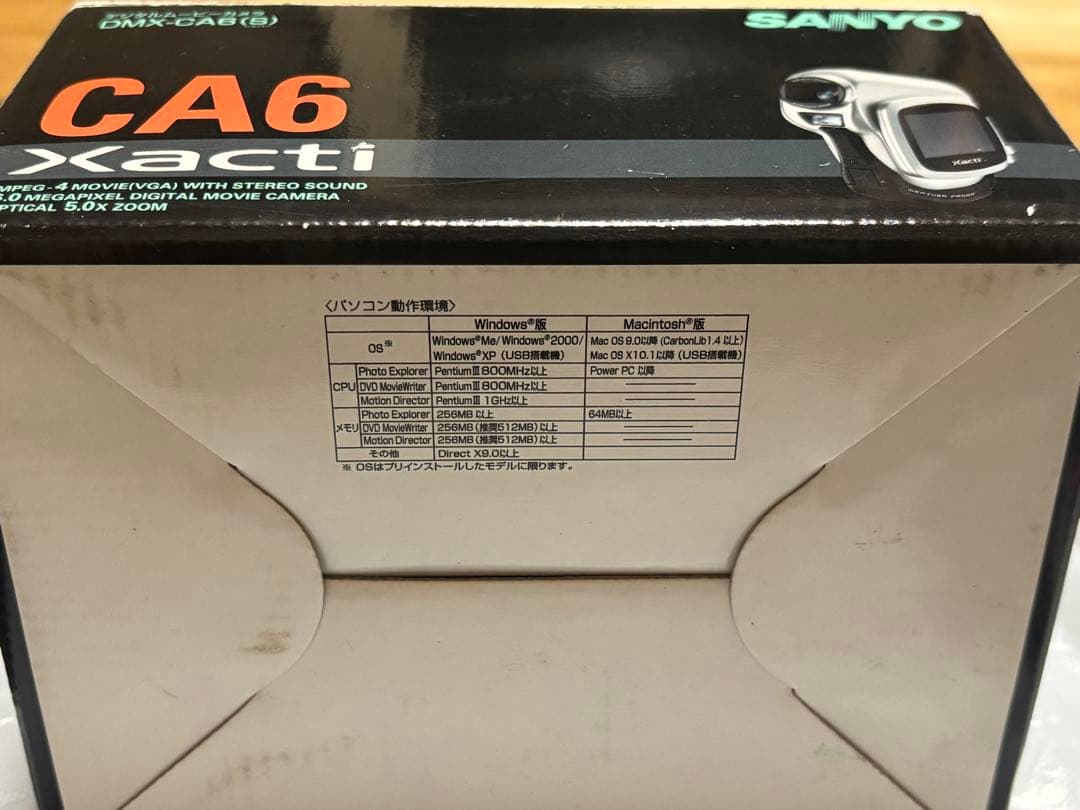 デジタルムービーカメラ
DMX-CA6(S)
SANYO
CA6
Xacti
MPEG-4 MOVIE(VGA) WITH STEREO SOUND
6.0 MEGAPIXEL DIGITAL MOVIE CAMERA
OPTICAL 5.0X ZOOM
Xacti
〈パソコン動作環境〉
Windows®版 Macintosh®版
OS※ Windows®Me/Windows®2000/ Mac OS 9.0以降 (CarbonLib1.4 以上)
Windows®XP (USB搭載機) Mac OS X10.1以降 (USB搭載機)
CPU Photo Explorer PentiumⅢ 800MHz以上 Power PC 以降
DVD MovieWriter PentiumⅢ 800MHz以上
Motion Director PentiumⅢ 1GHz以上
メモリ Photo Explorer 256MB 以上 64MB以上
DVD MovieWriter 256MB (推奨512MB) 以上
Motion Director 256MB (推奨512MB) 以上
その他 Direct X9.0以上
※ OSはプリインストールしたモデルに限ります。